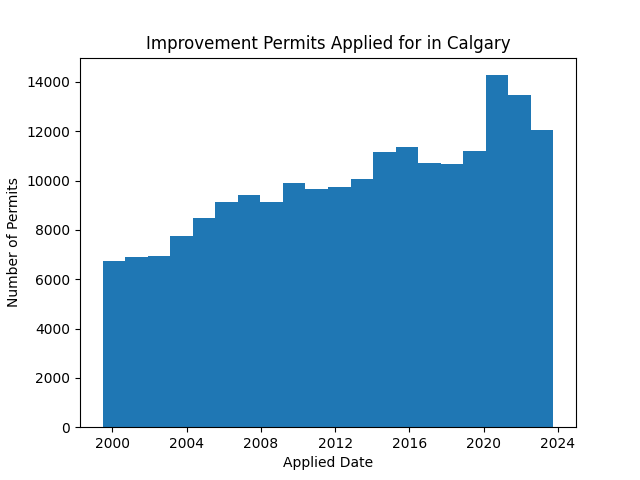 Improvement Permits Applied for in Calgary
Number of Permits
14000
12000
10000
8000
6000
4000
2000
0
2000 2004 2008 2012 2016 2020 2024
Applied Date